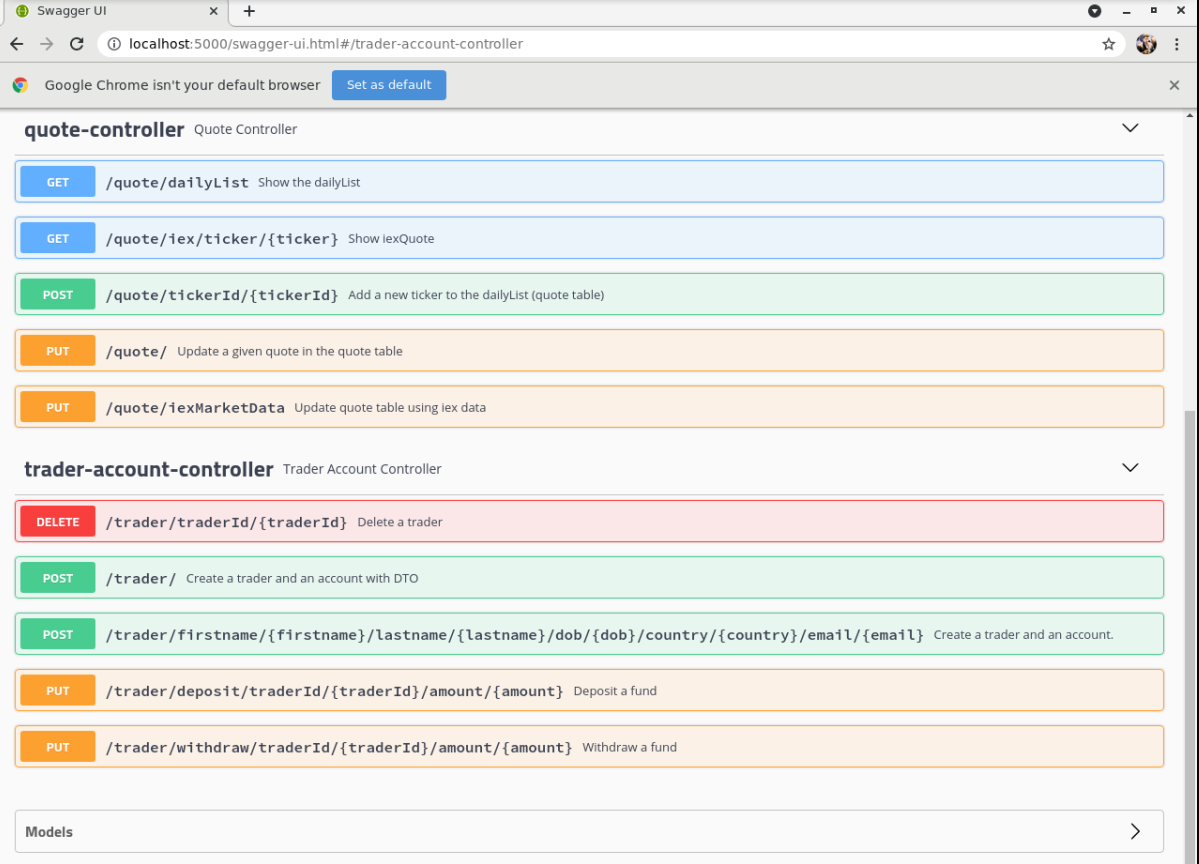 Swagger UI
localhost:5000/swagger-ui.html#/trader-account-controller
Google Chrome isn't your default browser Set as default
quote-controller Quote Controller
GET /quote/dailyList Show the dailyList
GET /quote/iex/ticker/{ticker} Show iexQuote
POST /quote/tickerId/{tickerId} Add a new ticker to the dailyList (quote table)
PUT /quote/ Update a given quote in the quote table
PUT /quote/iexMarketData Update quote table using iex data
trader-account-controller Trader Account Controller
DELETE /trader/traderId/{traderId} Delete a trader
POST /trader/ Create a trader and an account with DTO
POST /trader/firstname/{firstname}/lastname/{lastname}/dob/{dob}/country/{country}/email/{email} Create a trader and an account.
PUT /trader/deposit/traderId/{traderId}/amount/{amount} Deposit a fund
PUT /trader/withdraw/traderId/{traderId}/amount/{amount} Withdraw a fund
Models